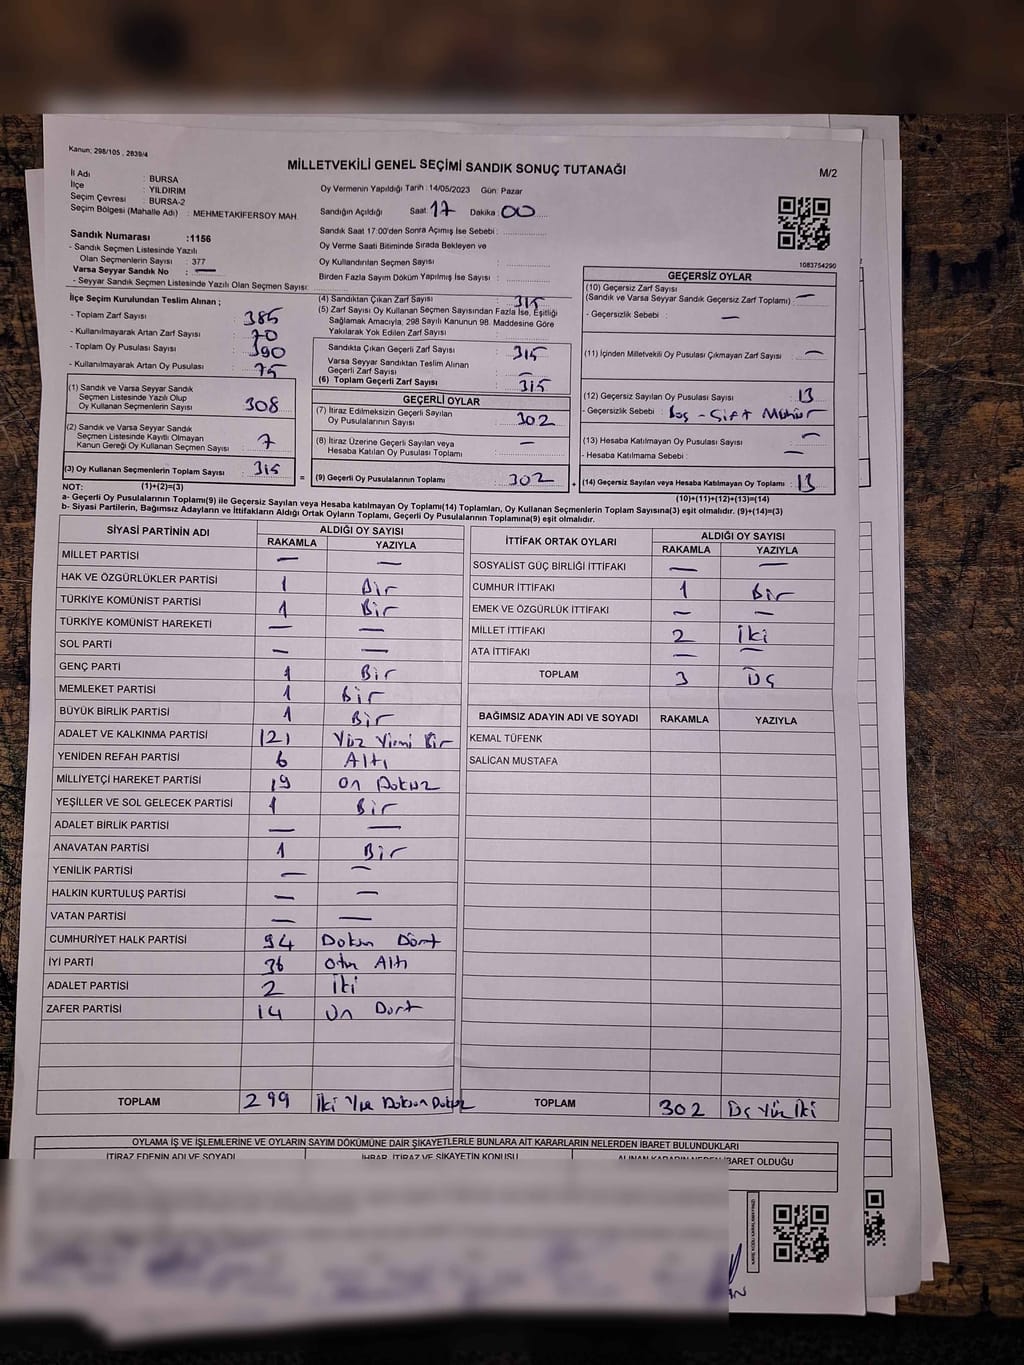 Kanun; 298/105 , 2839/4
MİLLETVEKİLİ GENEL SEÇİMİ SANDIK SONUÇ TUTANAĞI
M/2
İl Adı : BURSA
İlçe : YILDIRIM
Seçim Çevresi : BURSA-2
Seçim Bölgesi (Mahalle Adı) : MEHMETAKİFERSOY MAH.
Oy Vermenin Yapıldığı Tarih : 14/05/2023 Gün: Pazar
Sandığın Açıldığı Saat 17 Dakika 00
Sandık Saat 17:00'den Sonra Açılmış İse Sebebi :
Oy Verme Saati Bitiminde Sırada Bekleyen ve
Oy Kullandırılan Seçmen Sayısı :
Birden Fazla Sayım Döküm Yapılmış İse Sayısı :
1083754290
Sandık Numarası :1156
- Sandık Seçmen Listesinde Yazılı
Olan Seçmenlerin Sayısı : 377
Varsa Seyyar Sandık No : —
- Seyyar Sandık Seçmen Listesinde Yazılı Olan Seçmen Sayısı:
İlçe Seçim Kurulundan Teslim Alınan ;
- Toplam Zarf Sayısı 385
- Kullanılmayarak Artan Zarf Sayısı 70
- Toplam Oy Pusulası Sayısı 390
- Kullanılmayarak Artan Oy Pusulası 75
(1) Sandık ve Varsa Seyyar Sandık
Seçmen Listesinde Yazılı Olup
Oy Kullanan Seçmenlerin Sayısı 308
(2) Sandık ve Varsa Seyyar Sandık
Seçmen Listesinde Kayıtlı Olmayan
Kanun Gereği Oy Kullanan Seçmen Sayısı 7
(3) Oy Kullanan Seçmenlerin Toplam Sayısı 315
(4) Sandıktan Çıkan Zarf Sayısı 315
(5) Zarf Sayısı Oy Kullanan Seçmen Sayısından Fazla İse, Eşitliği
Sağlamak Amacıyla, 298 Sayılı Kanunun 98. Maddesine Göre
Yakılarak Yok Edilen Zarf Sayısı :
Sandıkta Çıkan Geçerli Zarf Sayısı 315
Varsa Seyyar Sandıktan Teslim Alınan
Geçerli Zarf Sayısı —
(6) Toplam Geçerli Zarf Sayısı 315
GEÇERLİ OYLAR
(7) İtiraz Edilmeksizin Geçerli Sayılan
Oy Pusulalarının Sayısı 302
(8) İtiraz Üzerine Geçerli Sayılan veya
Hesaba Katılan Oy Pusulası Toplamı —
= (9) Geçerli Oy Pusulalarının Toplamı 302
GEÇERSİZ OYLAR
(10) Geçersiz Zarf Sayısı
(Sandık ve Varsa Seyyar Sandık Geçersiz Zarf Toplamı) : —
- Geçersizlik Sebebi : —
(11) İçinden Milletvekili Oy Pusulası Çıkmayan Zarf Sayısı —
(12) Geçersiz Sayılan Oy Pusulası Sayısı 13
- Geçersizlik Sebebi : Boş - Çift Mühür
(13) Hesaba Katılmayan Oy Pusulası Sayısı —
- Hesaba Katılmama Sebebi : —
+ (14) Geçersiz Sayılan veya Hesaba Katılmayan Oy Toplamı : 13
NOT: (1)+(2)=(3)
(10)+(11)+(12)+(13)=(14)
a- Geçerli Oy Pusulalarının Toplamı(9) ile Geçersiz Sayılan veya Hesaba katılmayan Oy Toplamı(14) Toplamları, Oy Kullanan Seçmenlerin Toplam Sayısına(3) eşit olmalıdır. (9)+(14)=(3)
b- Siyasi Partilerin, Bağımsız Adayların ve İttifakların Aldığı Ortak Oyların Toplamı, Geçerli Oy Pusulalarının Toplamına(9) eşit olmalıdır.
SİYASİ PARTİNİN ADI ALDIĞI OY SAYISI
RAKAMLA YAZIYLA
MİLLET PARTİSİ — —
HAK VE ÖZGÜRLÜKLER PARTİSİ 1 Bir
TÜRKİYE KOMÜNİST PARTİSİ 1 Bir
TÜRKİYE KOMÜNİST HAREKETİ — —
SOL PARTİ — —
GENÇ PARTİ 1 Bir
MEMLEKET PARTİSİ 1 Bir
BÜYÜK BİRLİK PARTİSİ 1 Bir
ADALET VE KALKINMA PARTİSİ 121 Yüz Yirmi Bir
YENİDEN REFAH PARTİSİ 6 Altı
MİLLİYETÇİ HAREKET PARTİSİ 19 On Dokuz
YEŞİLLER VE SOL GELECEK PARTİSİ 1 Bir
ADALET BİRLİK PARTİSİ — —
ANAVATAN PARTİSİ 1 Bir
YENİLİK PARTİSİ — —
HALKIN KURTULUŞ PARTİSİ — —
VATAN PARTİSİ — —
CUMHURİYET HALK PARTİSİ 94 Doksn Dört
İYİ PARTİ 36 Otuz Altı
ADALET PARTİSİ 2 İki
ZAFER PARTİSİ 14 On Dört
TOPLAM 299 İki Yüz Doksan Dokuz
İTTİFAK ORTAK OYLARI ALDIĞI OY SAYISI
RAKAMLA YAZIYLA
SOSYALİST GÜÇ BİRLİĞİ İTTİFAKI — —
CUMHUR İTTİFAKI 1 Bir
EMEK VE ÖZGÜRLÜK İTTİFAKI — —
MİLLET İTTİFAKI 2 İki
ATA İTTİFAKI — —
TOPLAM 3 Üç
BAĞIMSIZ ADAYIN ADI VE SOYADI RAKAMLA YAZIYLA
KEMAL TÜFENK
SALİCAN MUSTAFA
TOPLAM 302 Üç Yüz İki
OYLAMA İŞ VE İŞLEMLERİNE VE OYLARIN SAYIM DÖKÜMÜNE DAİR ŞİKAYETLERLE BUNLARA AİT KARARLARIN NELERDEN İBARET BULUNDUKLARI
İTİRAZ EDENİN ADI VE SOYADI İHBAR, İTİRAZ VE ŞİKAYETİN KONUSU ALINAN KARARIN NEDEN İBARET OLDUĞU